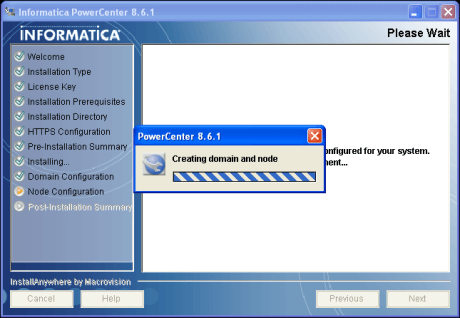 Informatica PowerCenter 8.6.1
INFORMATICA
Please Wait
Welcome
Installation Type
License Key
Installation Prerequisites
Installation Directory
HTTPS Configuration
Pre-Installation Summary
Installing...
Domain Configuration
Node Configuration
Post-Installation Summary
PowerCenter 8.6.1
Creating domain and node
onfigured for your system.
ment...
InstallAnywhere by Macrovision
Cancel
Help
Previous
Next